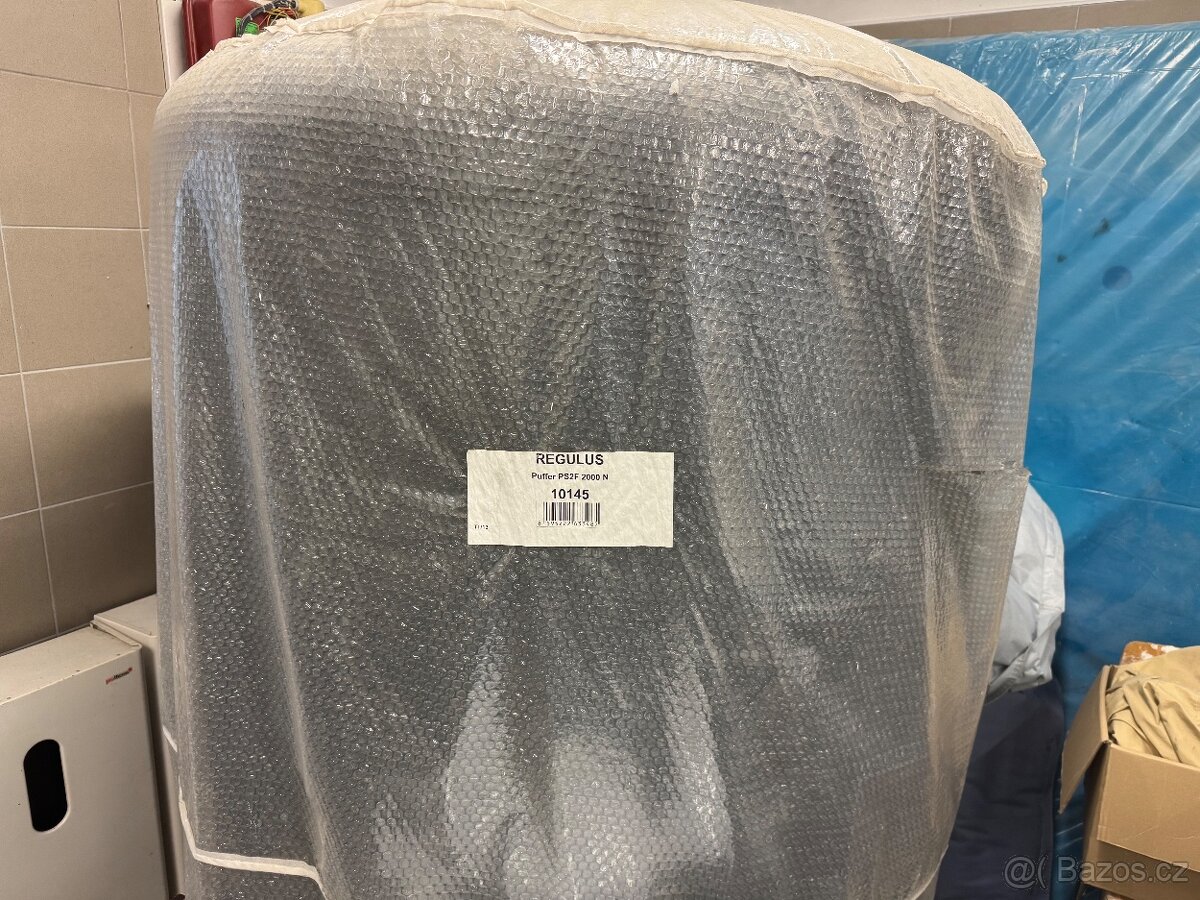 REGULUS
Puffer PS2F 2000 N
10145
@( Bazos.cz